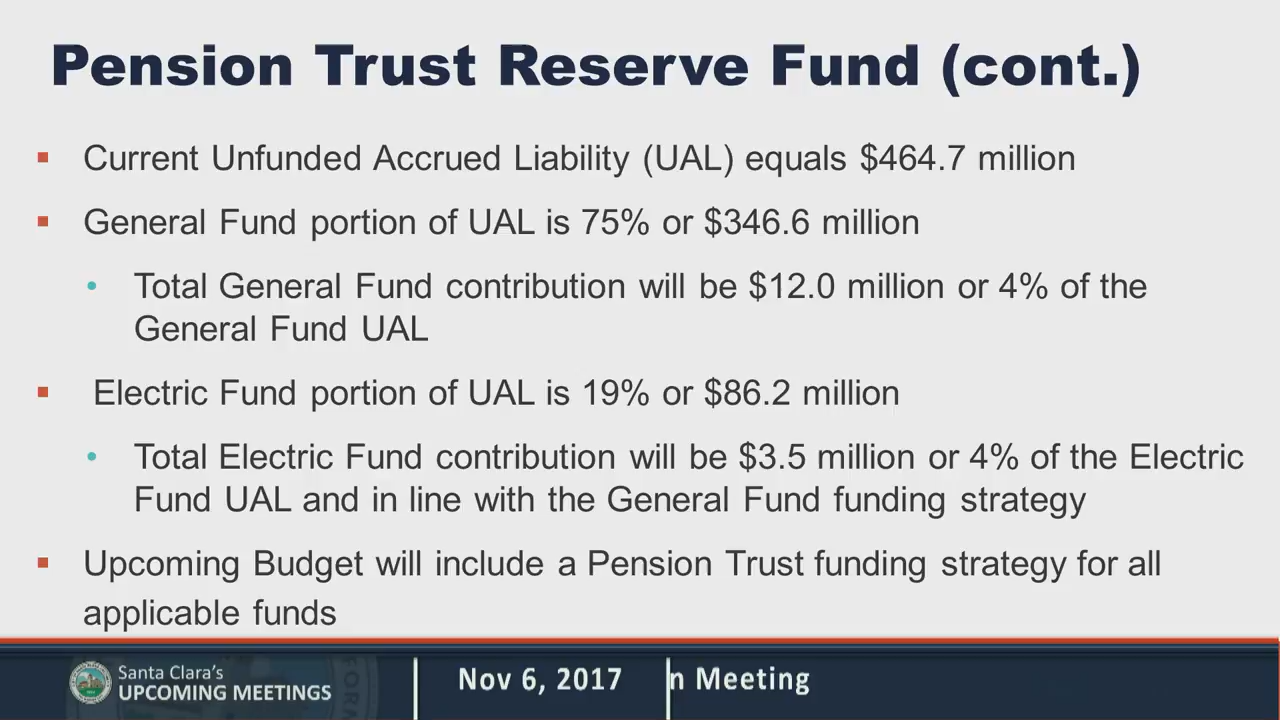 Pension Trust Reserve Fund (cont.)
Current Unfunded Accrued Liability (UAL) equals $464.7 million
General Fund portion of UAL is 75% or $346.6 million
Total General Fund contribution will be $12.0 million or 4% of the
General Fund UAL
Electric Fund portion of UAL is 19% or $86.2 million
Total Electric Fund contribution will be $3.5 million or 4% of the Electric
Fund UAL and in line with the General Fund funding strategy
Upcoming Budget will include a Pension Trust funding strategy for all
applicable funds
Santa Clara's
UPCOMING MEETINGS
Nov 6, 2017
n Meeting